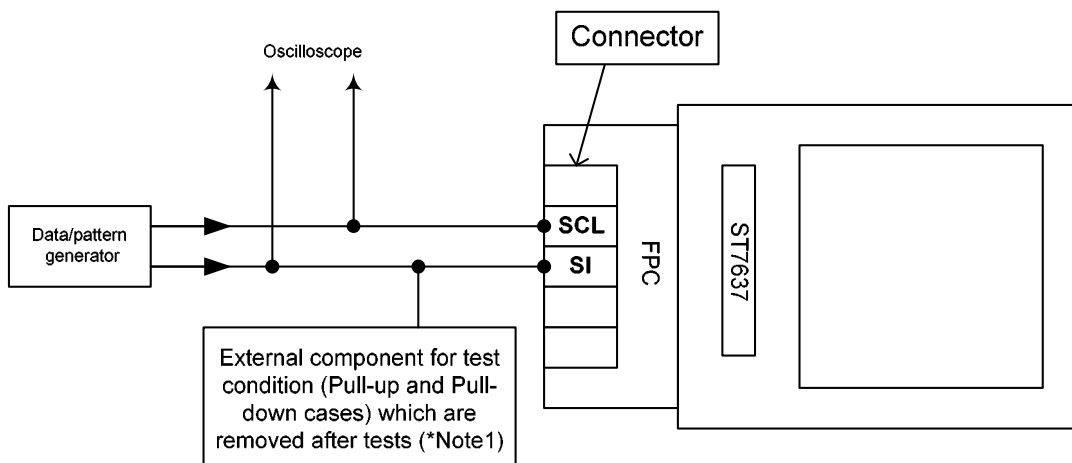 Oscilloscope
Connector
Data/pattern
generator
SCL
SI
FPC
ST7637
External component for test
condition (Pull-up and Pull-
down cases) which are
removed after tests (*Note1)